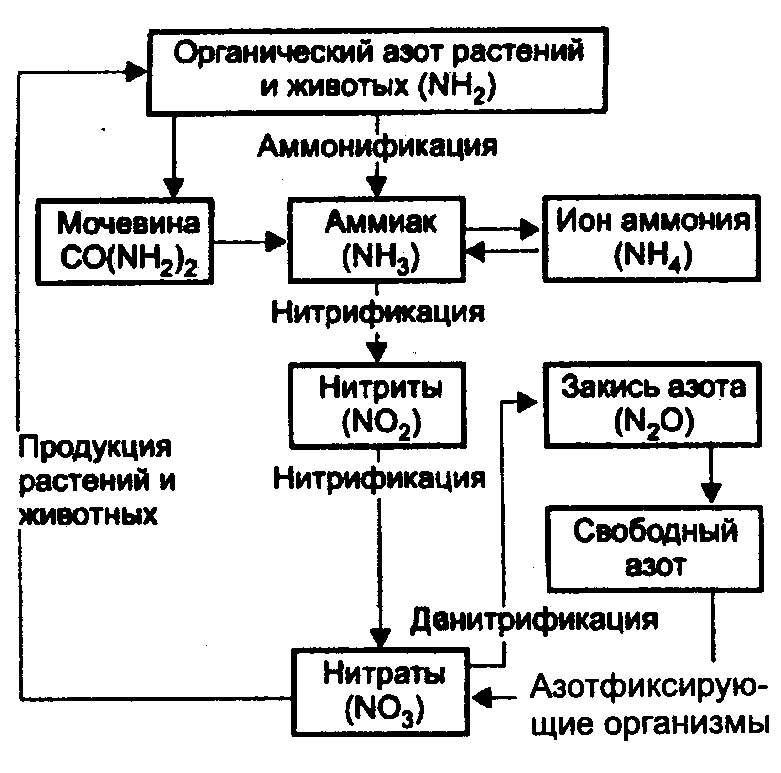 Органический азот растений
и животых (NH₂)
Аммонификация
Мочевина
CO(NH₂)₂
Аммиак
(NH₃)
Ион аммония
(NH₄)
Нитрификация
Нитриты
(NO₂)
Закись азота
(N₂O)
Продукция
растений и
животных
Нитрификация
Свободный
азот
Денитрификация
Нитраты
(NO₃)
Азотфиксирую-
щие организмы